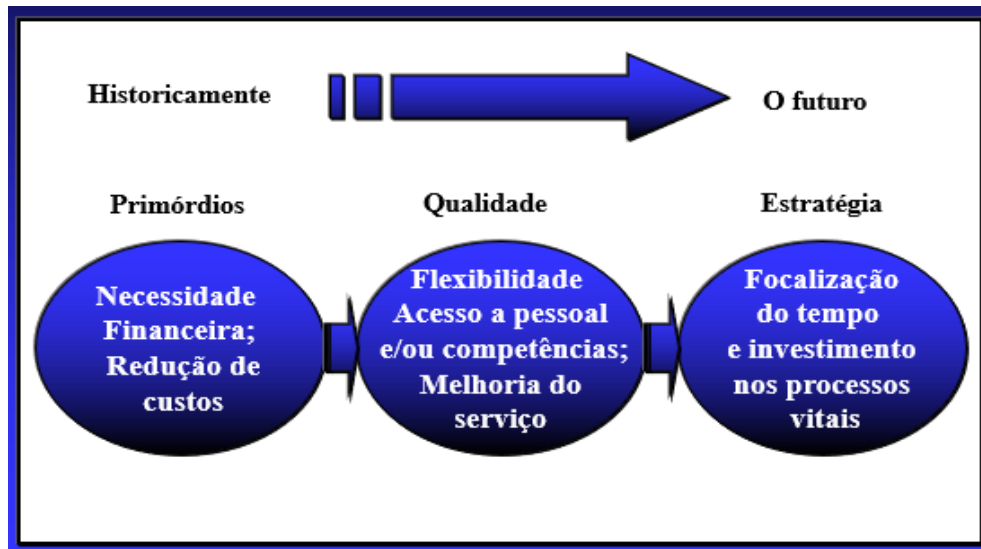 Historicamente
O futuro
Primórdios
Qualidade
Estratégia
Necessidade
Financeira;
Redução de
custos
Flexibilidade
Acesso a pessoal
e/ou competências;
Melhoria do
serviço
Focalização
do tempo
e investimento
nos processos
vitais